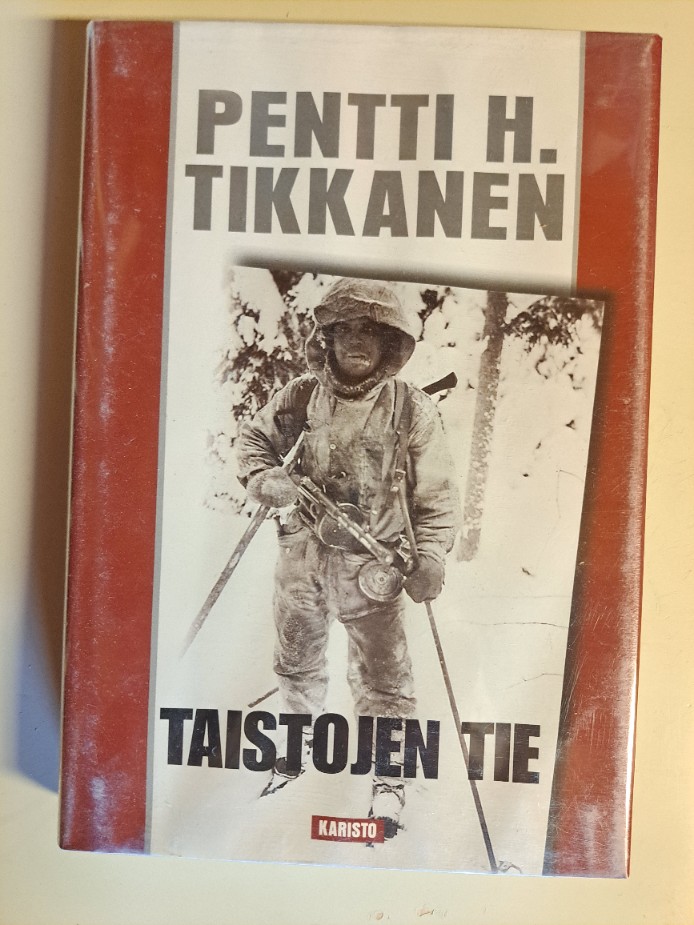 PENTTI H.
TIKKANEN
TAISTOJEN TIE
KARISTO